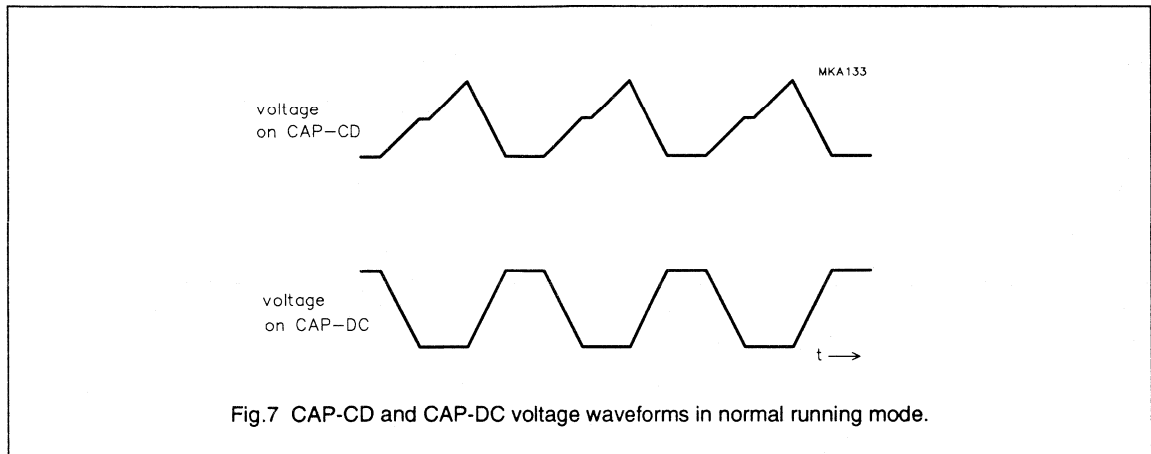 MKA133
voltage
on CAP-CD
voltage
on CAP-DC
t
Fig.7 CAP-CD and CAP-DC voltage waveforms in normal running mode.